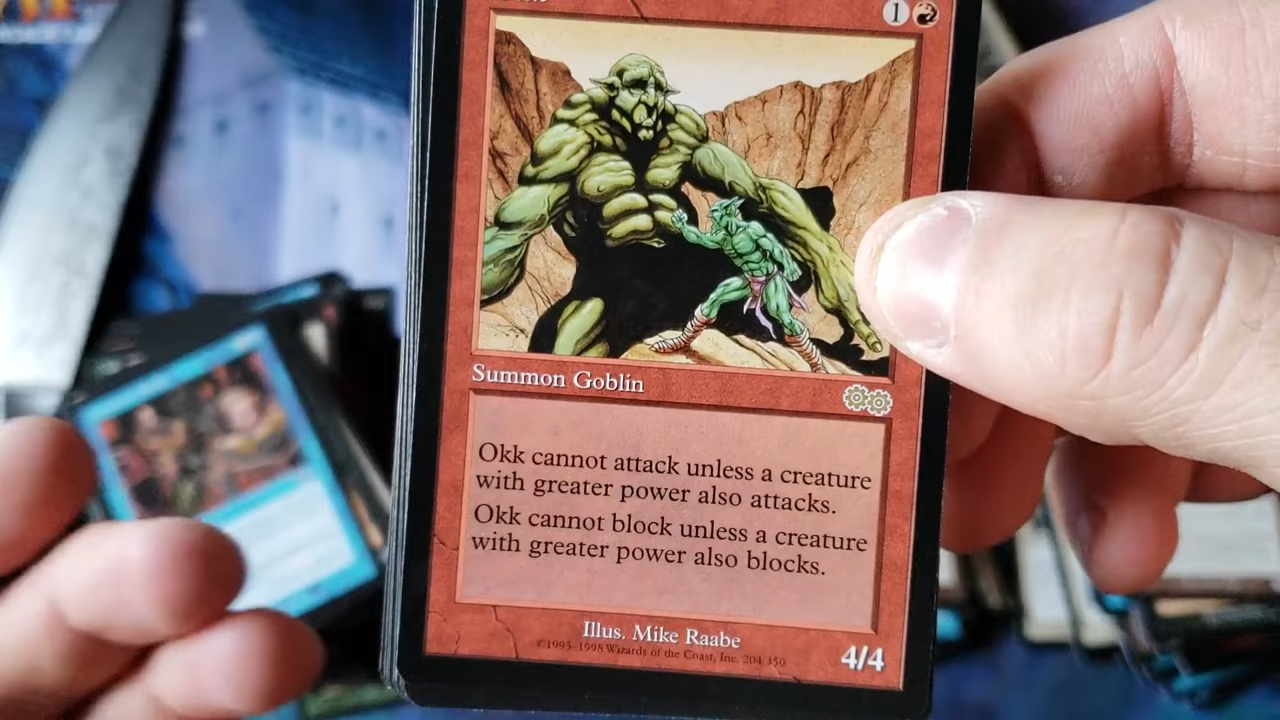 1
Summon Goblin
Okk cannot attack unless a creature
with greater power also attacks.
Okk cannot block unless a creature
with greater power also blocks.
Illus. Mike Raabe
©1993–1998 Wizards of the Coast, Inc. 204/350
4/4